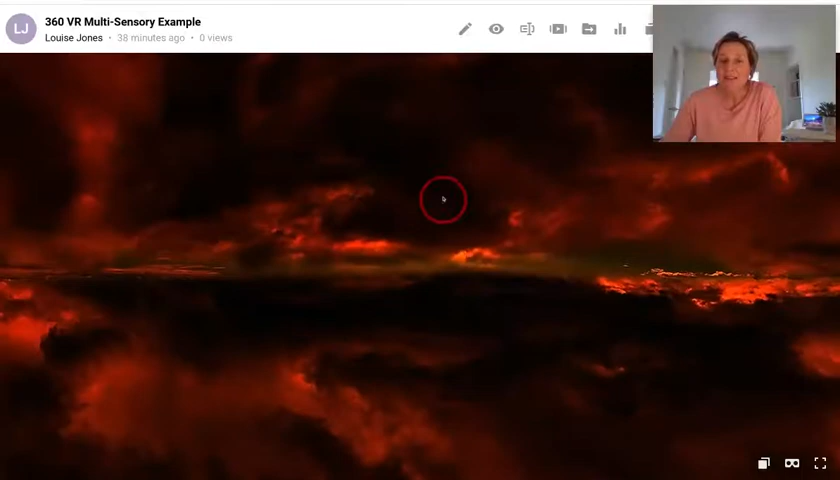 LJ
360 VR Multi-Sensory Example
Louise Jones • 38 minutes ago • 0 views